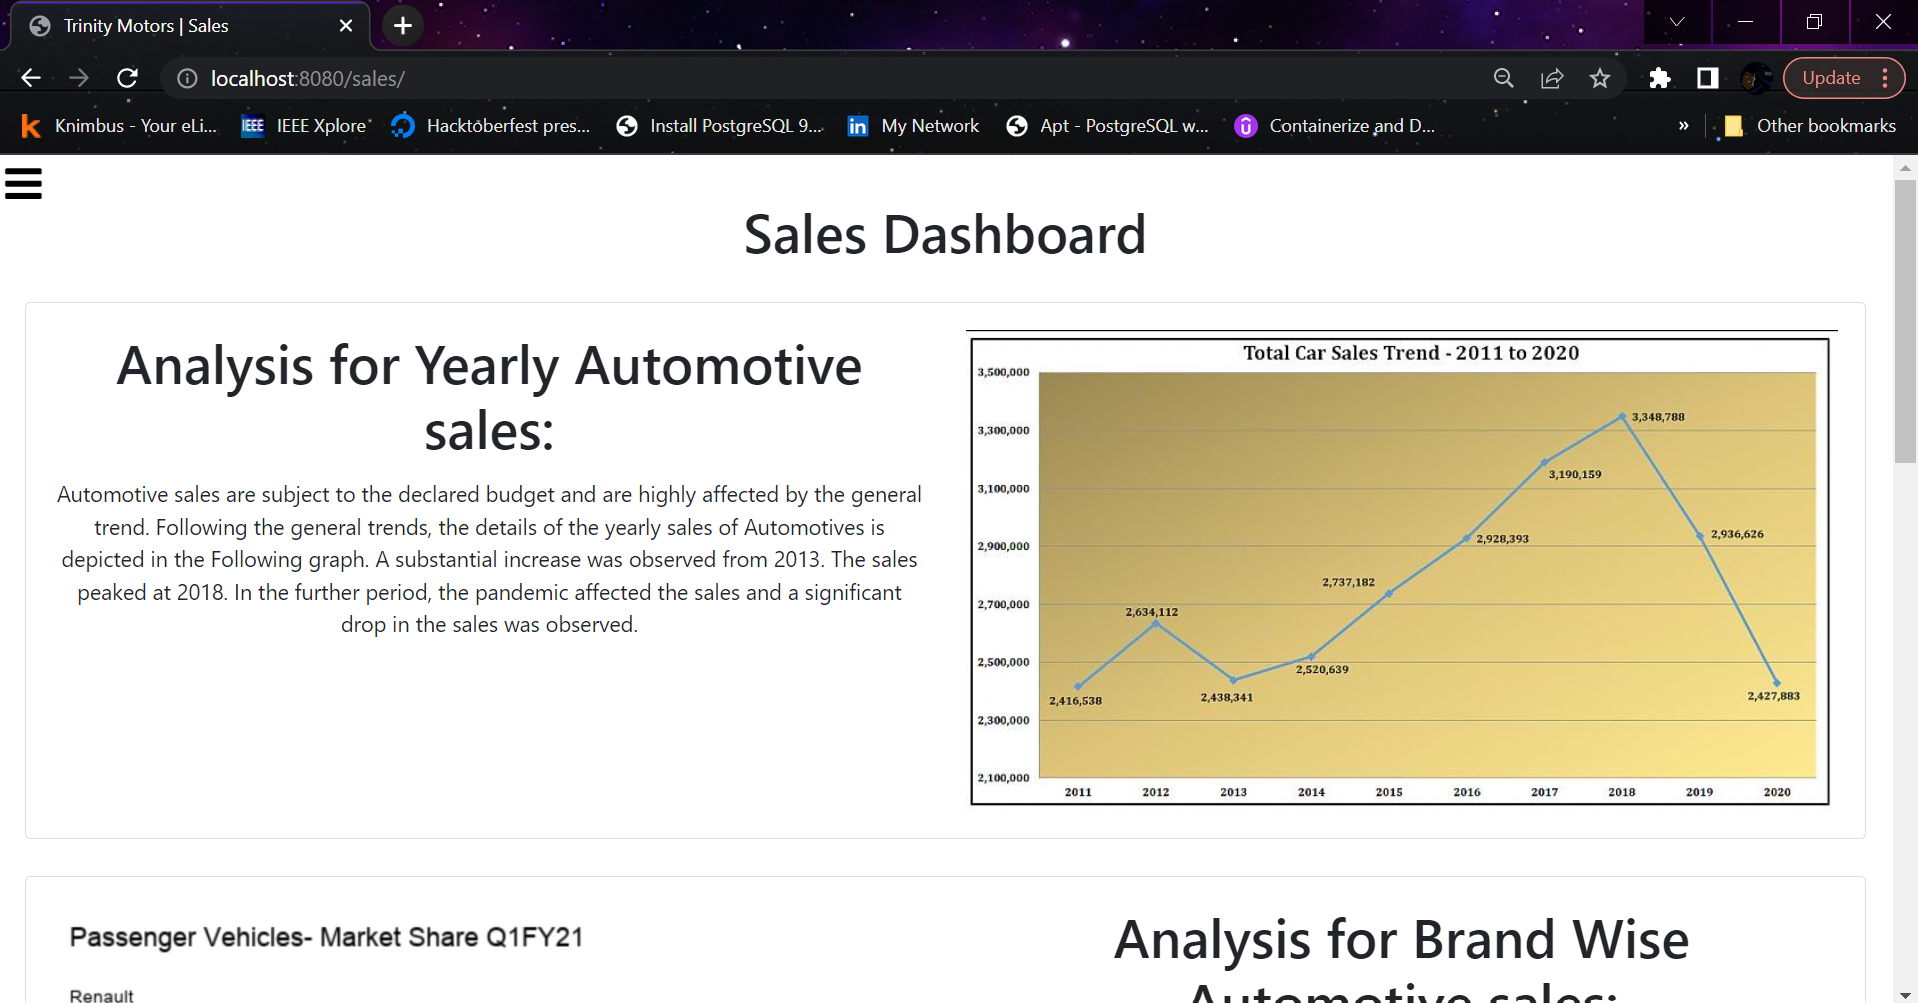 Trinity Motors | Sales
localhost:8080/sales/
Update
Knimbus - Your eLi...
IEEE
IEEE Xplore
Hacktoberfest pres...
Install PostgreSQL 9...
in
My Network
Apt - PostgreSQL w...
Containerize and D...
»
Other bookmarks
Sales Dashboard
Analysis for Yearly Automotive
sales:
Automotive sales are subject to the declared budget and are highly affected by the general
trend. Following the general trends, the details of the yearly sales of Automotives is
depicted in the Following graph. A substantial increase was observed from 2013. The sales
peaked at 2018. In the further period, the pandemic affected the sales and a significant
drop in the sales was observed.
Total Car Sales Trend - 2011 to 2020
3,500,000
3,348,788
3,300,000
3,190,159
3,100,000
2,936,626
2,900,000
2,928,393
2,737,182
2,700,000
2,634,112
2,500,000
2,520,639
2,416,538
2,438,341
2,427,883
2,300,000
2,100,000
2011 2012 2013 2014 2015 2016 2017 2018 2019 2020
Passenger Vehicles- Market Share Q1FY21
Renault
Analysis for Brand Wise
Automotive sales: